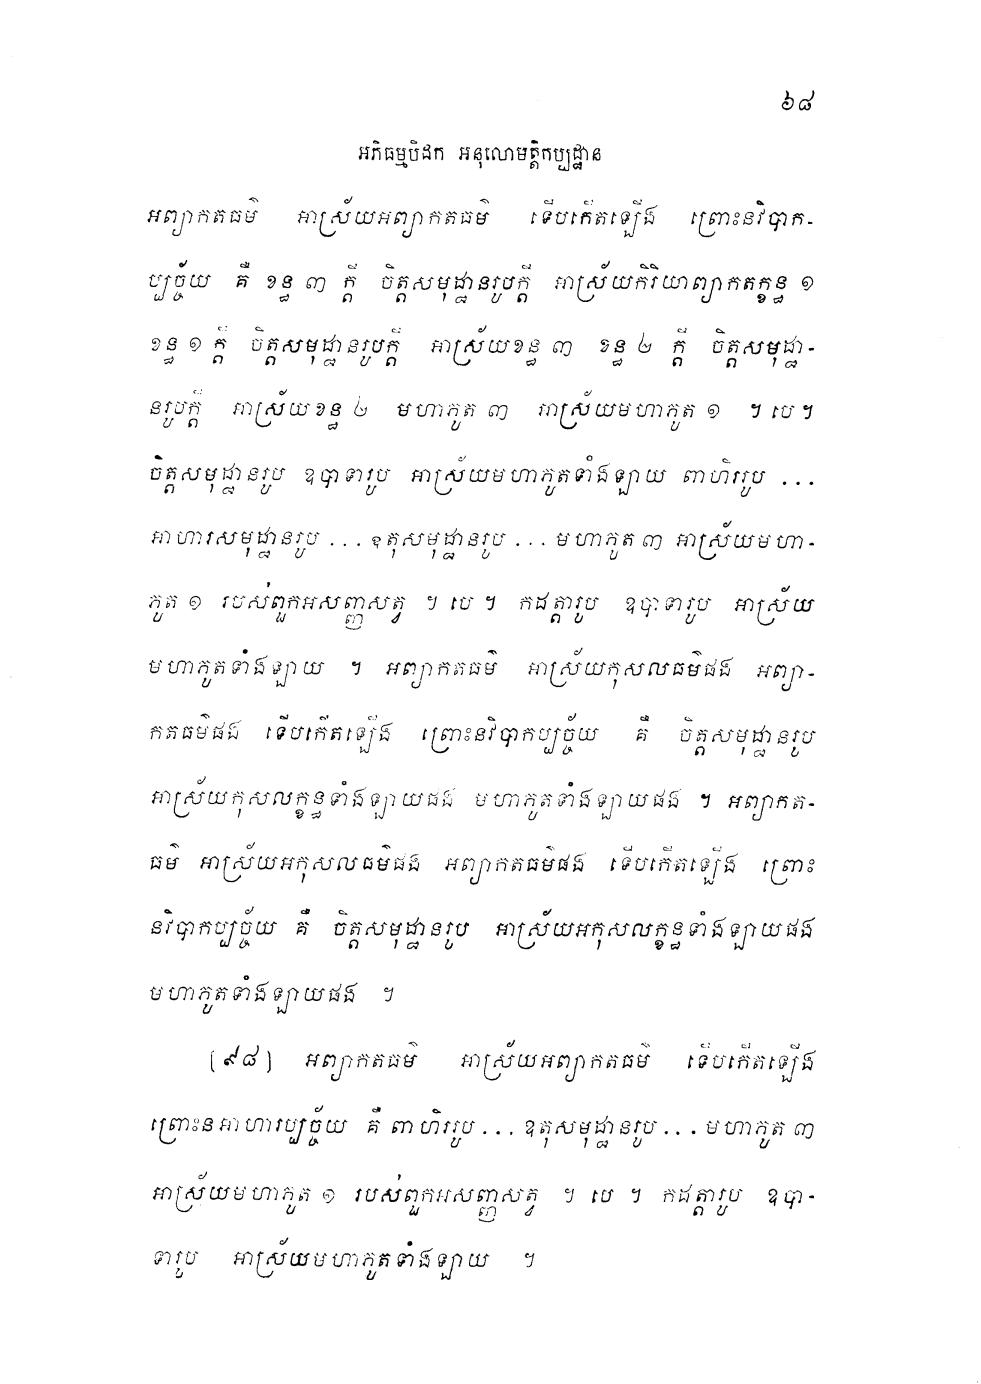 ៦៨
អភិធម្មបិដក អនុលោមត្តិកប្បដ្ឋាន
អព្យាកតធម៌ អាស្រ័យអព្យាកតធម៌ ទើបកើតឡើង ព្រោះនវិបាក-
ប្បច្ច័យ គឺ ខន្ធ ៣ ក្តី ចិត្តសមុដ្ឋានរូបក្តី អាស្រ័យកិរិយាព្យាកតក្ខន្ធ ១
ខន្ធ ១ ក្តី ចិត្តសមុដ្ឋានរូបក្តី អាស្រ័យខន្ធ ៣ ខន្ធ ២ ក្តី ចិត្តសមុដ្ឋា-
នរូបក្តី អាស្រ័យខន្ធ ២ មហាភូត ៣ អាស្រ័យមហាភូត ១ ។ បេ ។
ចិត្តសមុដ្ឋានរូប ឧបាទារូប អាស្រ័យមហាភូតទាំងឡាយ ពាហិររូប ...
អាហារសមុដ្ឋានរូប ... ឧតុសមុដ្ឋានរូប ... មហាភូត ៣ អាស្រ័យមហា-
ភូត ១ របស់ពួកអសញ្ញសត្វ ។ បេ ។ កដត្តារូប ឧបាទារូប អាស្រ័យ
មហាភូតទាំងឡាយ ។ អព្យាកតធម៌ អាស្រ័យកុសលធម៌ផង អព្យា-
កតធម៌ផង ទើបកើតឡើង ព្រោះនវិបាកប្បច្ច័យ គឺ ចិត្តសមុដ្ឋានរូប
អាស្រ័យកុសលក្ខន្ធទាំងឡាយផង មហាភូតទាំងឡាយផង ។ អព្យាកត-
ធម៌ អាស្រ័យអកុសលធម៌ផង អព្យាកតធម៌ផង ទើបកើតឡើង ព្រោះ
នវិបាកប្បច្ច័យ គឺ ចិត្តសមុដ្ឋានរូប អាស្រ័យអកុសលក្ខន្ធទាំងឡាយផង
មហាភូតទាំងឡាយផង ។
[៩៨] អព្យាកតធម៌ អាស្រ័យអព្យាកតធម៌ ទើបកើតឡើង
ព្រោះនអាហារប្បច្ច័យ គឺ ពាហិររូប ... ឧតុសមុដ្ឋានរូប ... មហាភូត ៣
អាស្រ័យមហាភូត ១ របស់ពួកអសញ្ញសត្វ ។ បេ ។ កដត្តារូប ឧបា-
ទារូប អាស្រ័យមហាភូតទាំងឡាយ ។